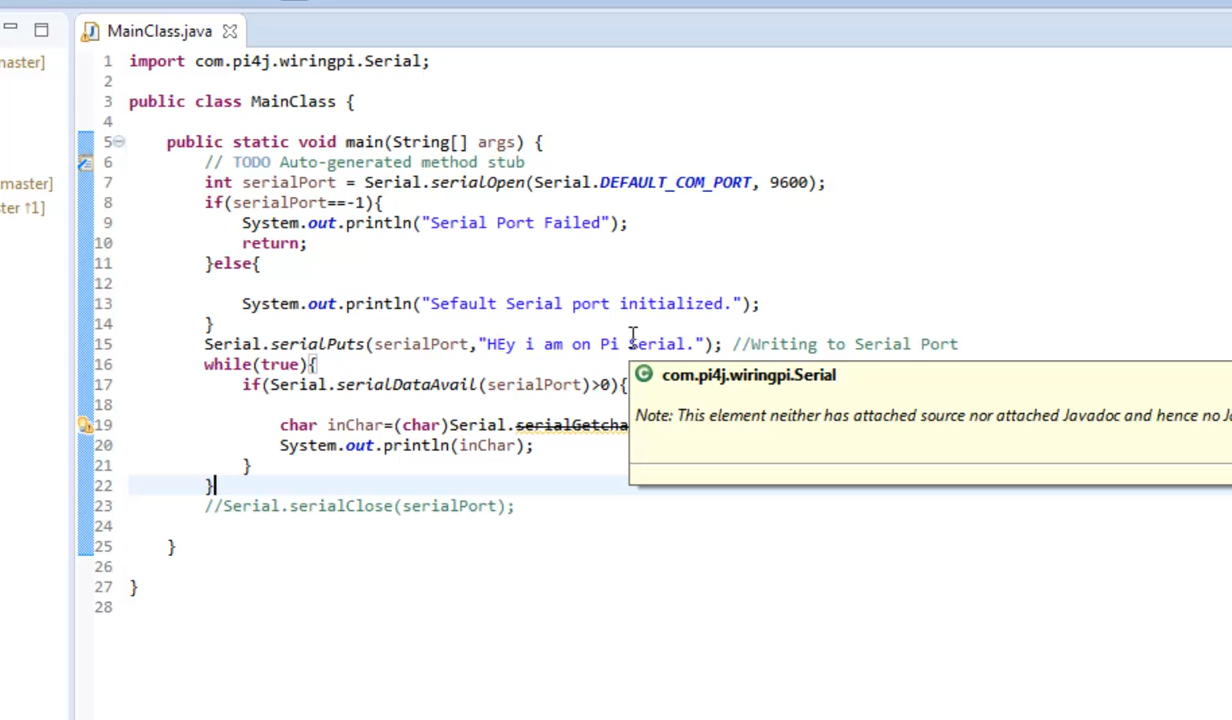 MainClass.java
master]
master]
ster ↑1]
1 import com.pi4j.wiringpi.Serial;
2
3 public class MainClass {
4
5 public static void main(String[] args) {
6 // TODO Auto-generated method stub
7 int serialPort = Serial.serialOpen(Serial.DEFAULT_COM_PORT, 9600);
8 if(serialPort==-1){
9 System.out.println("Serial Port Failed");
10 return;
11 }else{
12
13 System.out.println("Sefault Serial port initialized.");
14 }
15 Serial.serialPuts(serialPort,"HEy i am on Pi Serial."); //Writing to Serial Port
16 while(true){
17 if(Serial.serialDataAvail(serialPort)>0){
18
19 char inChar=(char)Serial.serialGetcha
20 System.out.println(inChar);
21 }
22 }
23 //Serial.serialClose(serialPort);
24
25 }
26
27 }
28
com.pi4j.wiringpi.Serial
Note: This element neither has attached source nor attached Javadoc and hence no